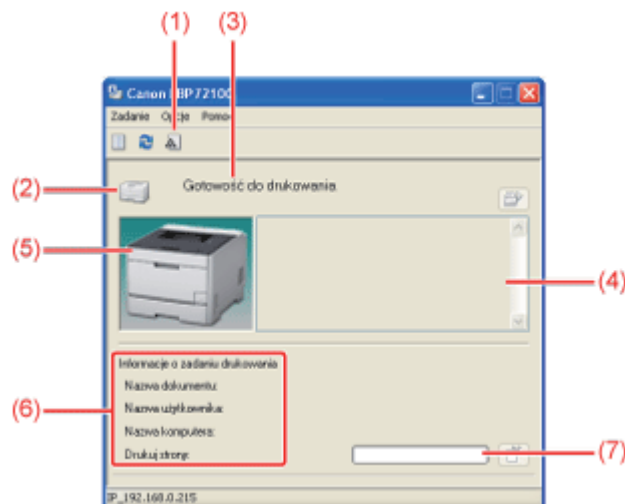 (1) (3)
Canon LBP7210C
Zadanie Opcje Pomoc
(2) Gotowość do drukowania.
(5)
(4)
Informacje o zadaniu drukowania
Nazwa dokumentu:
(6) Nazwa użytkownika:
Nazwa komputera:
Drukuj strony: (7)
IP_192.168.0.215